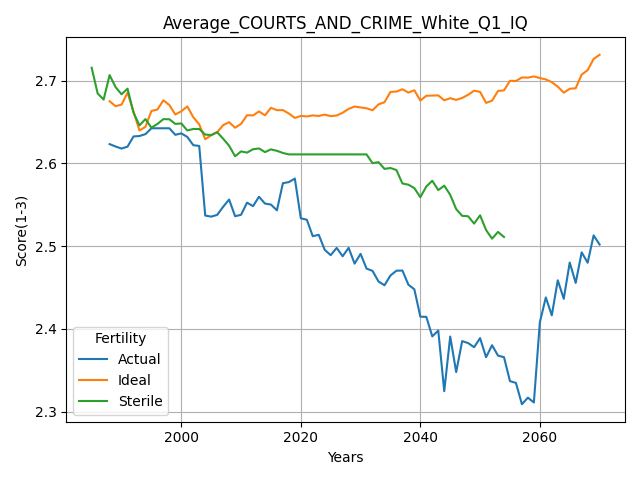 Average_COURTS_AND_CRIME_White_Q1_IQ
Score(1-3)
2.7
2.6
2.5
2.4
2.3
Fertility
Actual
Ideal
Sterile
2000
2020
2040
2060
Years